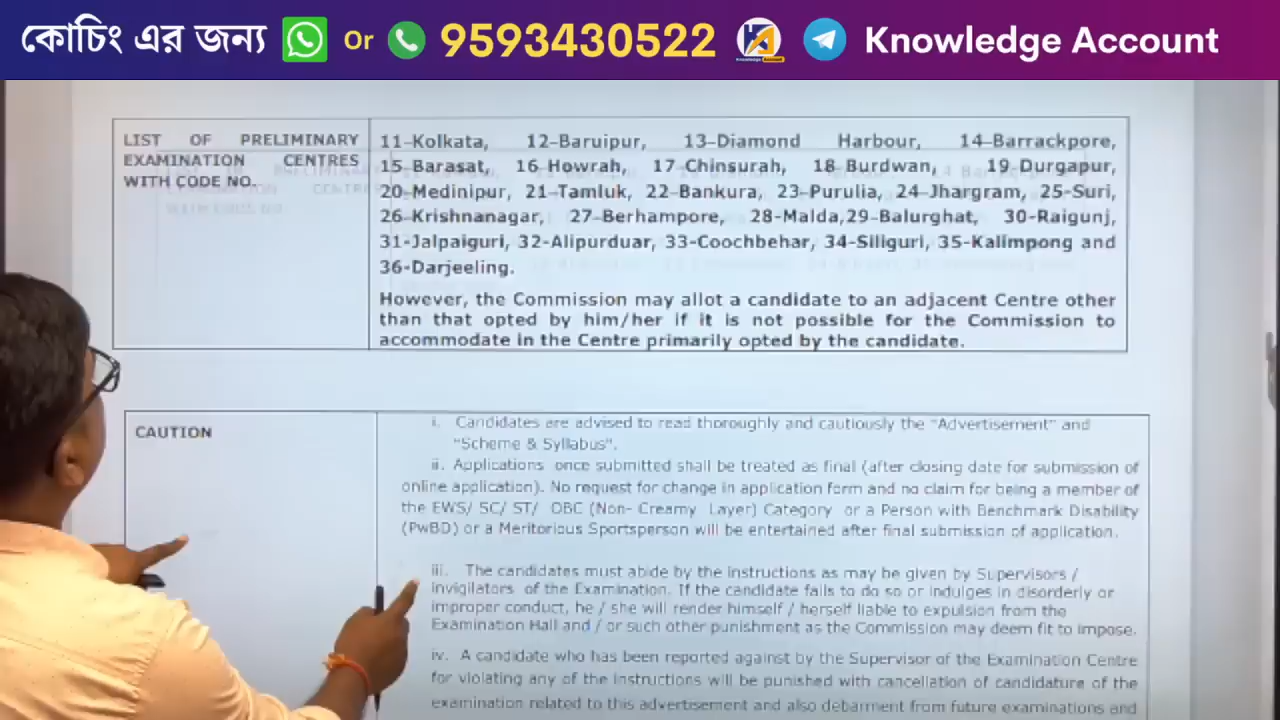 কোচিং এর জন্য Or 9593430522 Knowledge Account
LIST OF PRELIMINARY
EXAMINATION CENTRES
WITH CODE NO.
11-Kolkata, 12-Baruipur, 13-Diamond Harbour, 14-Barrackpore,
15-Barasat, 16-Howrah, 17-Chinsurah, 18-Burdwan, 19-Durgapur,
20-Medinipur, 21-Tamluk, 22-Bankura, 23-Purulia, 24-Jhargram, 25-Suri,
26-Krishnanagar, 27-Berhampore, 28-Malda,29-Balurghat, 30-Raigunj,
31-Jalpaiguri, 32-Alipurduar, 33-Coochbehar, 34-Siliguri, 35-Kalimpong and
36-Darjeeling.
However, the Commission may allot a candidate to an adjacent Centre other
than that opted by him/her if it is not possible for the Commission to
accommodate in the Centre primarily opted by the candidate.
CAUTION
i. Candidates are advised to read thoroughly and cautiously the "Advertisement" and
"Scheme & Syllabus".
ii. Applications once submitted shall be treated as final (after closing date for submission of
online application). No request for change in application form and no claim for being a member of
the EWS/ SC/ ST/ OBC (Non- Creamy Layer) Category or a Person with Benchmark Disability
(PwBD) or a Meritorious Sportsperson will be entertained after final submission of application.
iii. The candidates must abide by the instructions as may be given by Supervisors /
Invigilators of the Examination. If the candidate fails to do so or indulges in disorderly or
improper conduct, he / she will render himself / herself liable to expulsion from the
Examination Hall and / or such other punishment as the Commission may deem fit to impose.
iv. A candidate who has been reported against by the Supervisor of the Examination Centre
for violating any of the instructions will be punished with cancellation of candidature of the
examination related to this advertisement and also debarment from future examinations and